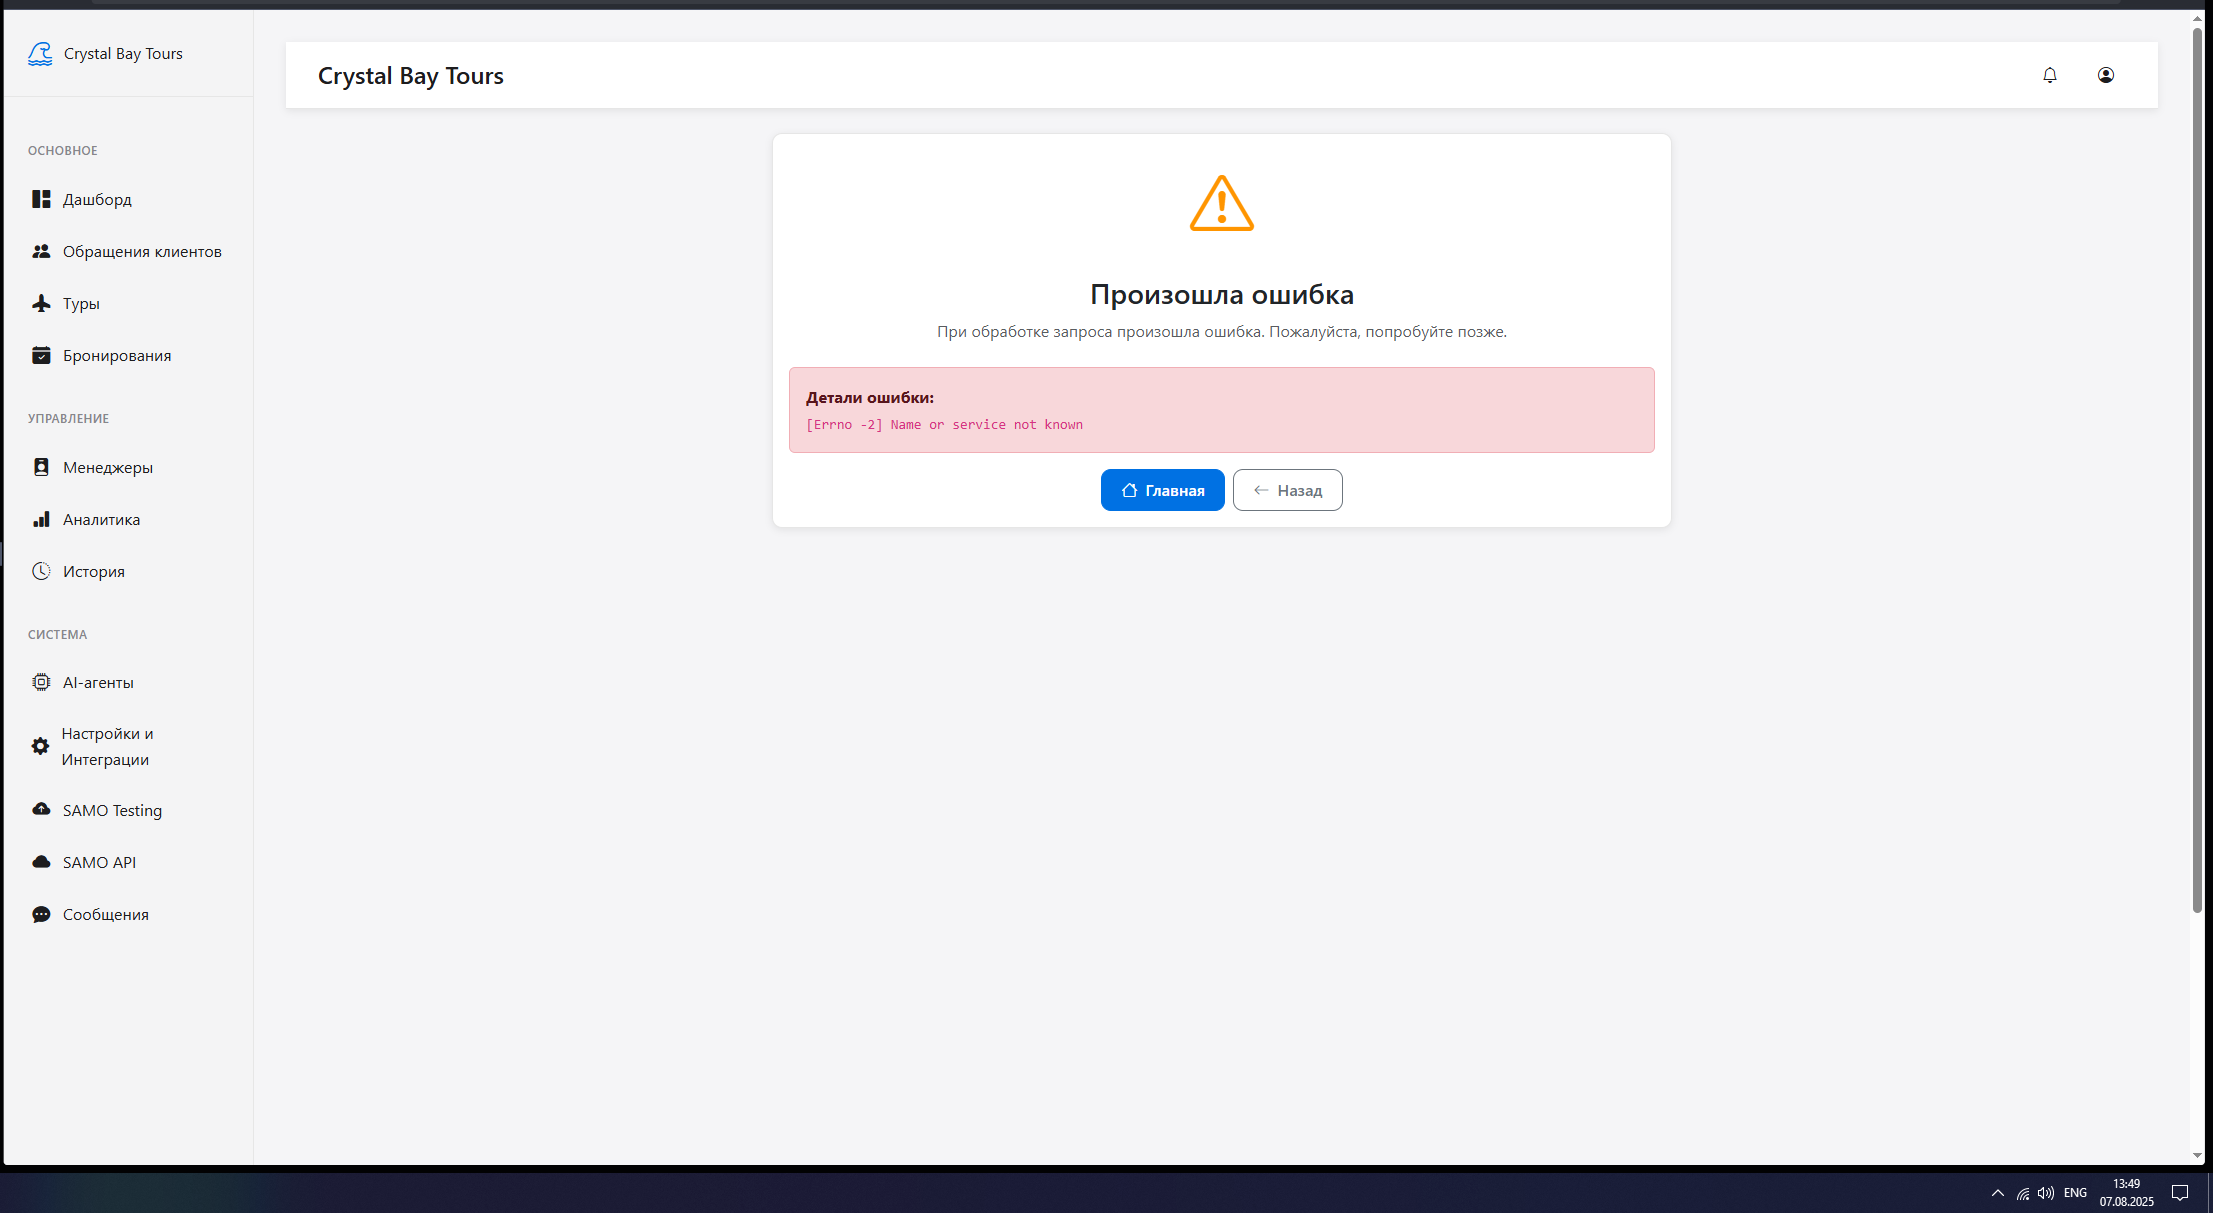 Crystal Bay Tours
ОСНОВНОЕ
Дашборд
Обращения клиентов
Туры
Бронирования
УПРАВЛЕНИЕ
Менеджеры
Аналитика
История
СИСТЕМА
AI-агенты
Настройки и
Интеграции
SAMO Testing
SAMO API
Сообщения
Crystal Bay Tours
Произошла ошибка
При обработке запроса произошла ошибка. Пожалуйста, попробуйте позже.
Детали ошибки:
[Errno -2] Name or service not known
Главная
Назад
ENG
13:49
07.08.2025